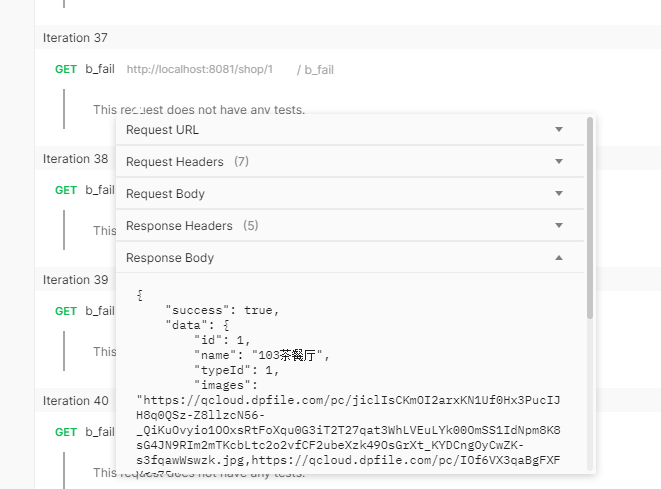 Iteration 37
GET b_fail http://localhost:8081/shop/1 / b_fail
This request does not have any tests.
Request URL
Iteration 38
Request Headers (7)
GET b_fail
Request Body
This
Response Headers (5)
Response Body
Iteration 39
{
GET b_fail
"success": true,
"data": {
"id": 1,
This
"name": "103茶餐厅",
"typeId": 1,
"images":
Iteration 40
"https://qcloud.dpfile.com/pc/jiclIsCKmOI2arxKN1Uf0Hx3PucIJ
H8q0QSz-Z8llzcN56-
GET b_fail
_QiKuOvyio1OOxsRtFoXqu0G3iT2T27qat3WhLVEuLYk00OmSS1IdNpm8K8
sG4JN9RIm2mTKcbLtc2o2vfCF2ubeXzk49OsGrXt_KYDCngOyCwZK-
s3fqawWswzk.jpg,https://qcloud.dpfile.com/pc/IOf6VX3qaBgFXF
This request does not have any tests.